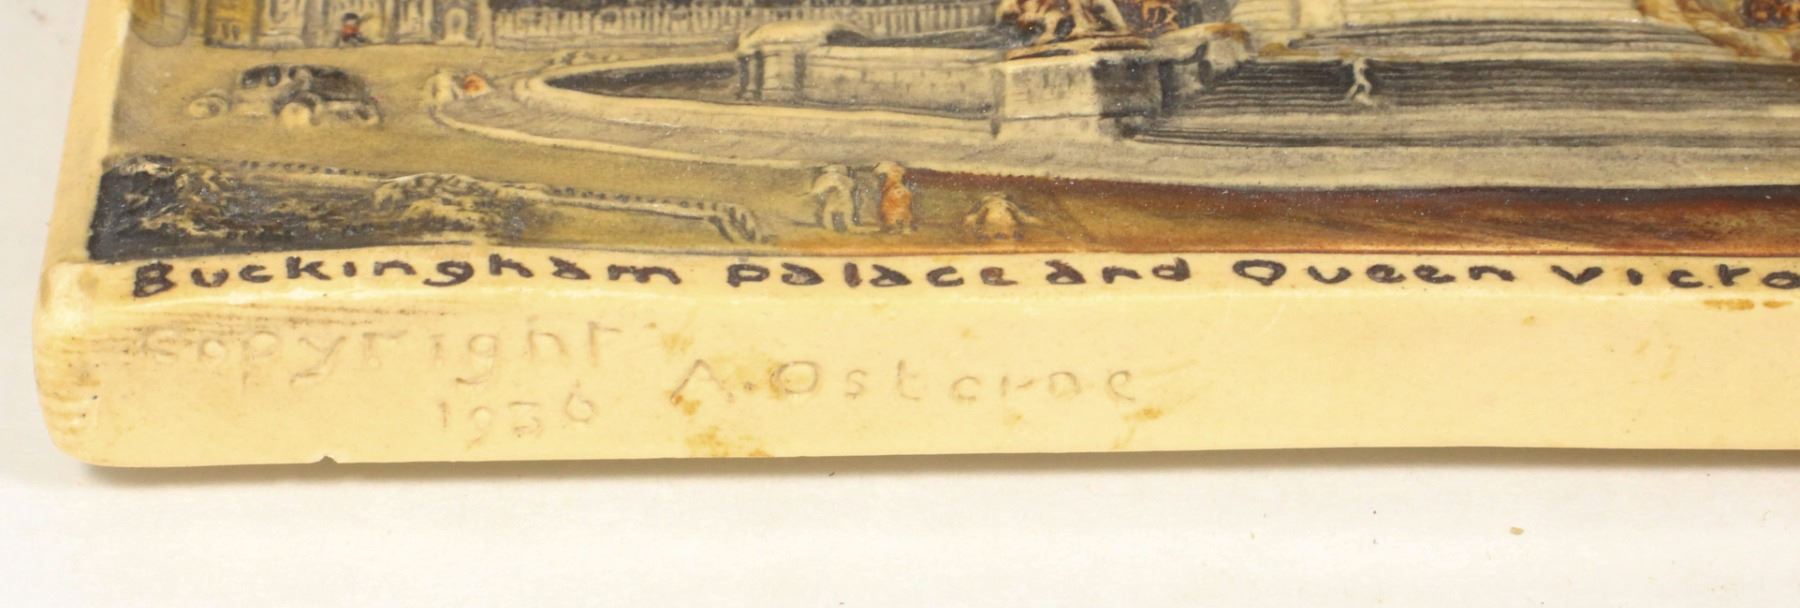 Buckingham Palace and Queen Victo
Copyright
1936 A. Osborne